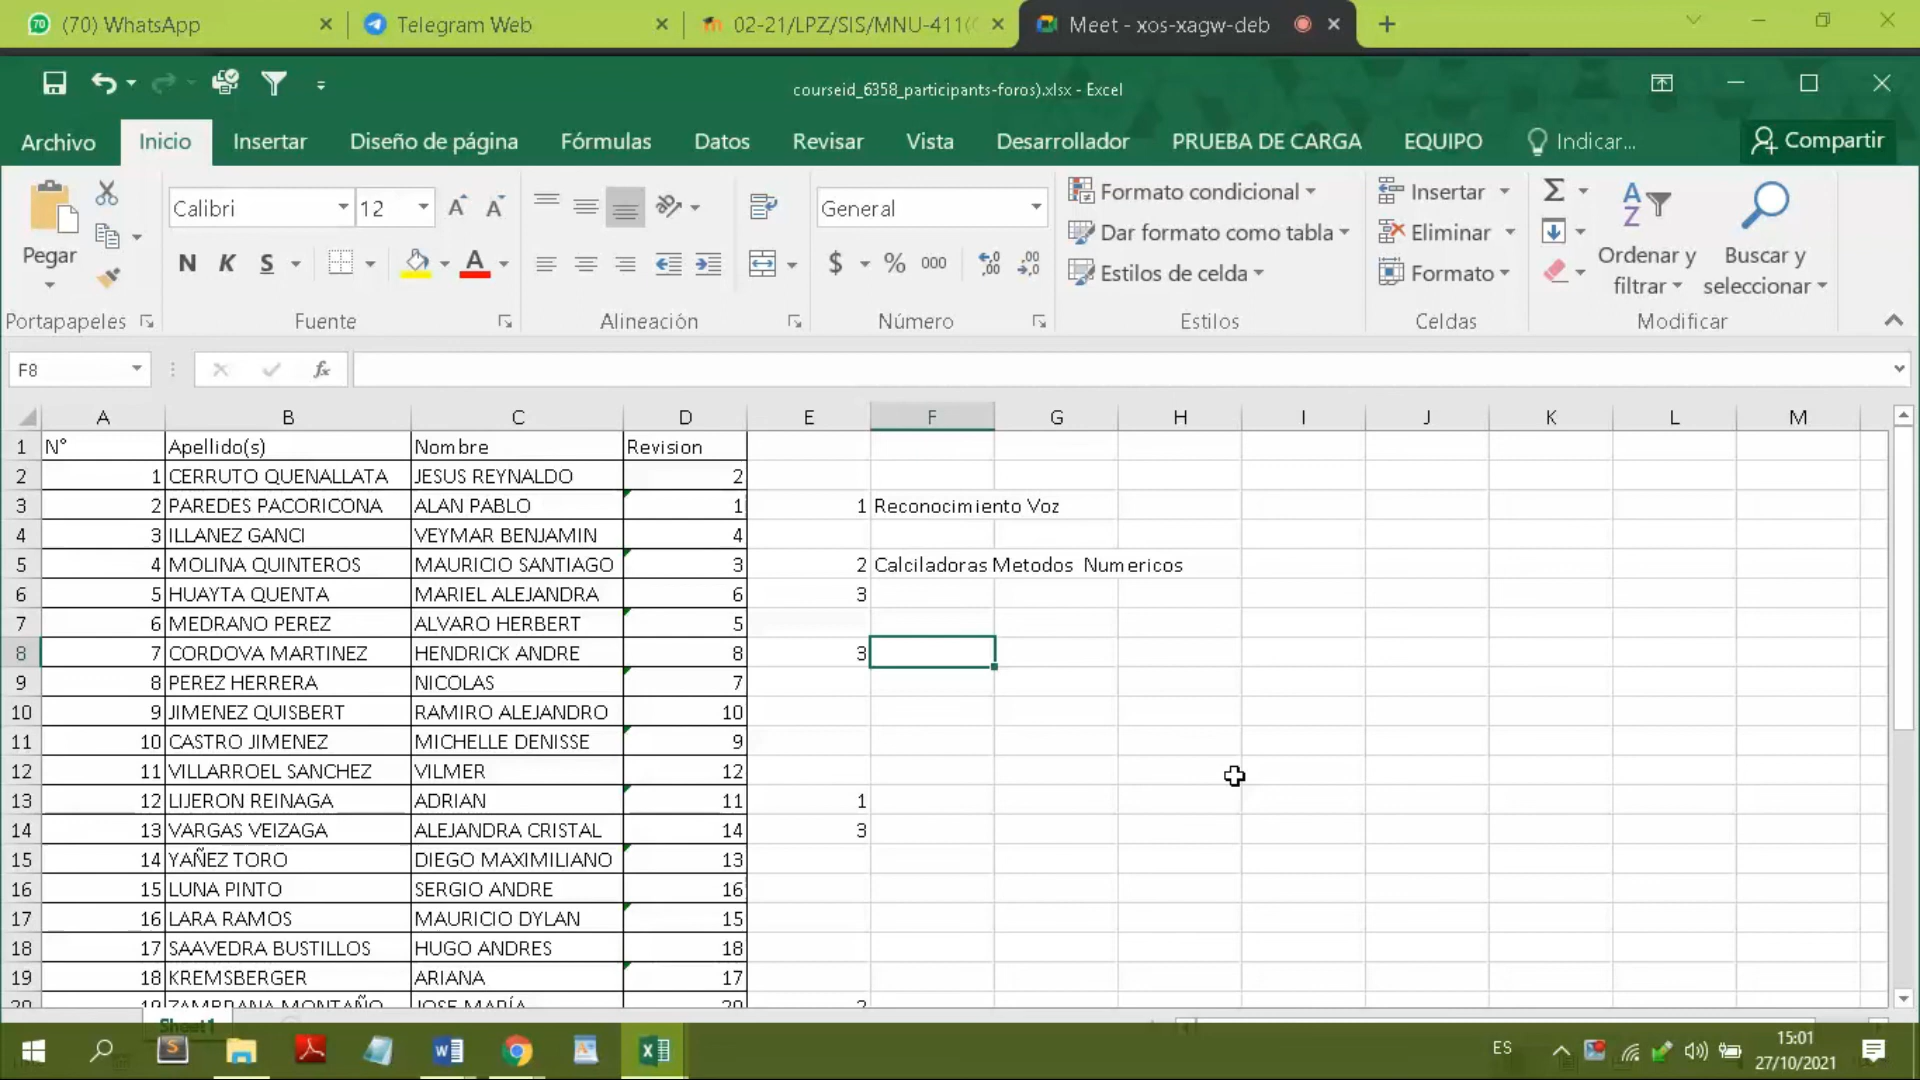 (70) WhatsApp
Telegram Web
02-21/LPZ/SIS/MNU-411(
Meet - xos-xagw-deb
courseid_6358_participants-foros).xlsx - Excel
Archivo Inicio Insertar Diseño de página Fórmulas Datos Revisar Vista Desarrollador PRUEBA DE CARGA EQUIPO Indicar... Compartir
Pegar
Calibri 12
N K S
General
$ % 000
Formato condicional
Dar formato como tabla
Estilos de celda
Insertar
Eliminar
Formato
Ordenar y filtrar
Buscar y seleccionar
Portapapeles Fuente Alineación Número Estilos Celdas Modificar
F8 fx
A B C D E F G H I J K L M
1 N° Apellido(s) Nombre Revision
2 1 CERRUTO QUENALLATA JESUS REYNALDO 2
3 2 PAREDES PACORICONA ALAN PABLO 1 1 Reconocimiento Voz
4 3 ILLANEZ GANCI VEYMAR BENJAMIN 4
5 4 MOLINA QUINTEROS MAURICIO SANTIAGO 3 2 Calciladoras Metodos Numericos
6 5 HUAYTA QUENTA MARIEL ALEJANDRA 6 3
7 6 MEDRANO PEREZ ALVARO HERBERT 5
8 7 CORDOVA MARTINEZ HENDRICK ANDRE 8 3
9 8 PEREZ HERRERA NICOLAS 7
10 9 JIMENEZ QUISBERT RAMIRO ALEJANDRO 10
11 10 CASTRO JIMENEZ MICHELLE DENISSE 9
12 11 VILLARROEL SANCHEZ VILMER 12
13 12 LIJERON REINAGA ADRIAN 11 1
14 13 VARGAS VEIZAGA ALEJANDRA CRISTAL 14 3
15 14 YAÑEZ TORO DIEGO MAXIMILIANO 13
16 15 LUNA PINTO SERGIO ANDRE 16
17 16 LARA RAMOS MAURICIO DYLAN 15
18 17 SAAVEDRA BUSTILLOS HUGO ANDRES 18
19 18 KREMSBERGER ARIANA 17
20 19 ZAMBRANA MONTAÑO JOSE MARÍA 20 2
Sheet1
ES
15:01
27/10/2021